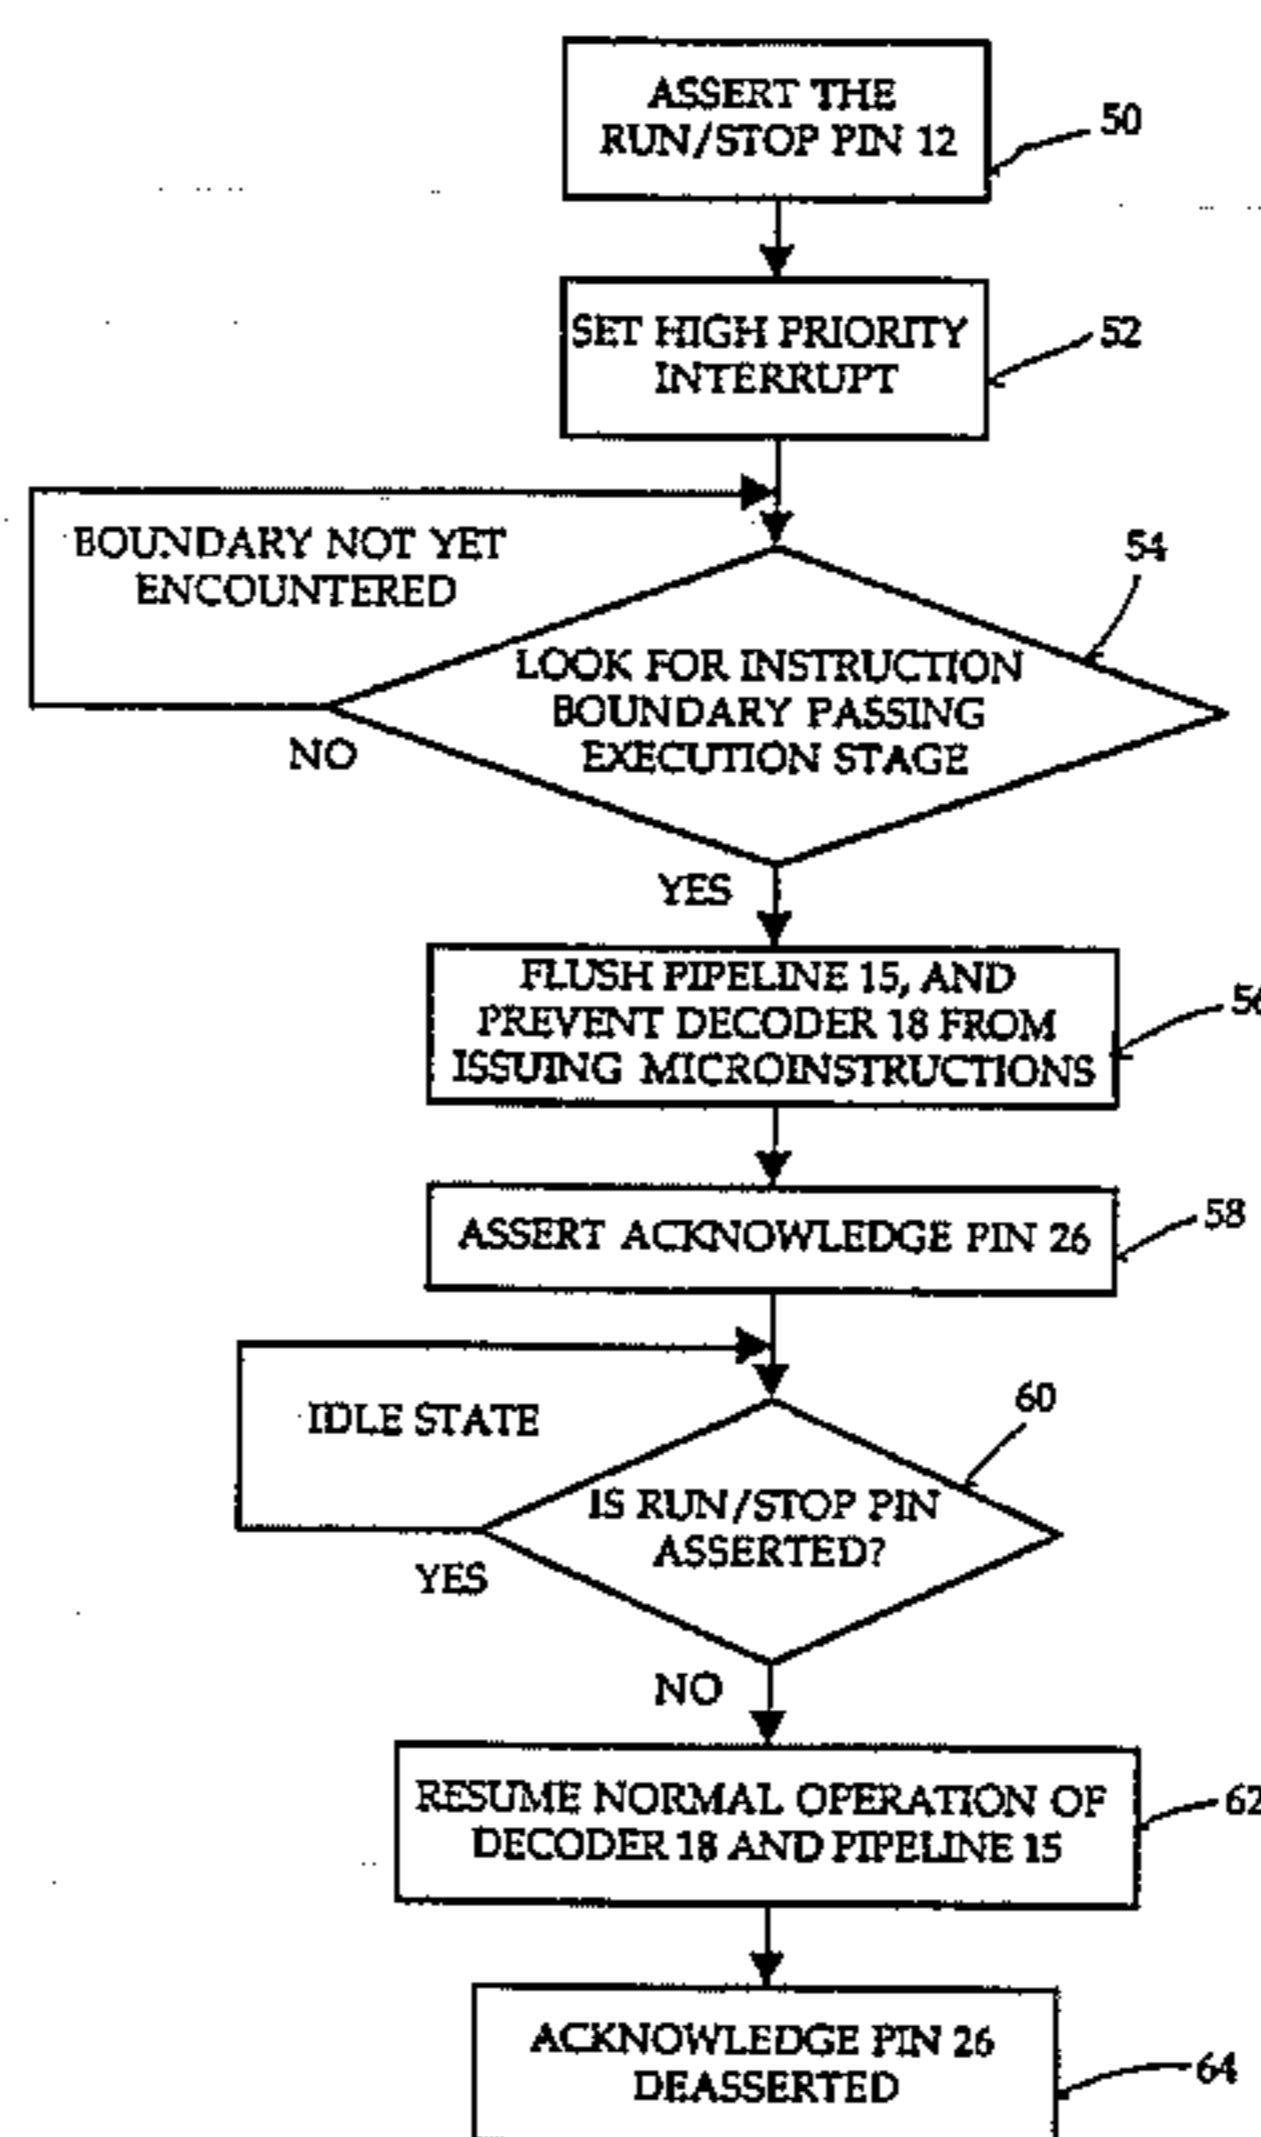 ASSERT THE
RUN/STOP PIN 12
50
SET HIGH PRIORITY
INTERRUPT
52
BOUNDARY NOT YET
ENCOUNTERED
54
LOOK FOR INSTRUCTION
BOUNDARY PASSING
EXECUTION STAGE
NO
YES
FLUSH PIPELINE 15, AND
PREVENT DECODER 18 FROM
ISSUING MICROINSTRUCTIONS
56
ASSERT ACKNOWLEDGE PIN 26
58
IDLE STATE
60
IS RUN/STOP PIN
ASSERTED?
YES
NO
RESUME NORMAL OPERATION OF
DECODER 18 AND PIPELINE 15
62
ACKNOWLEDGE PIN 26
DEASSERTED
64